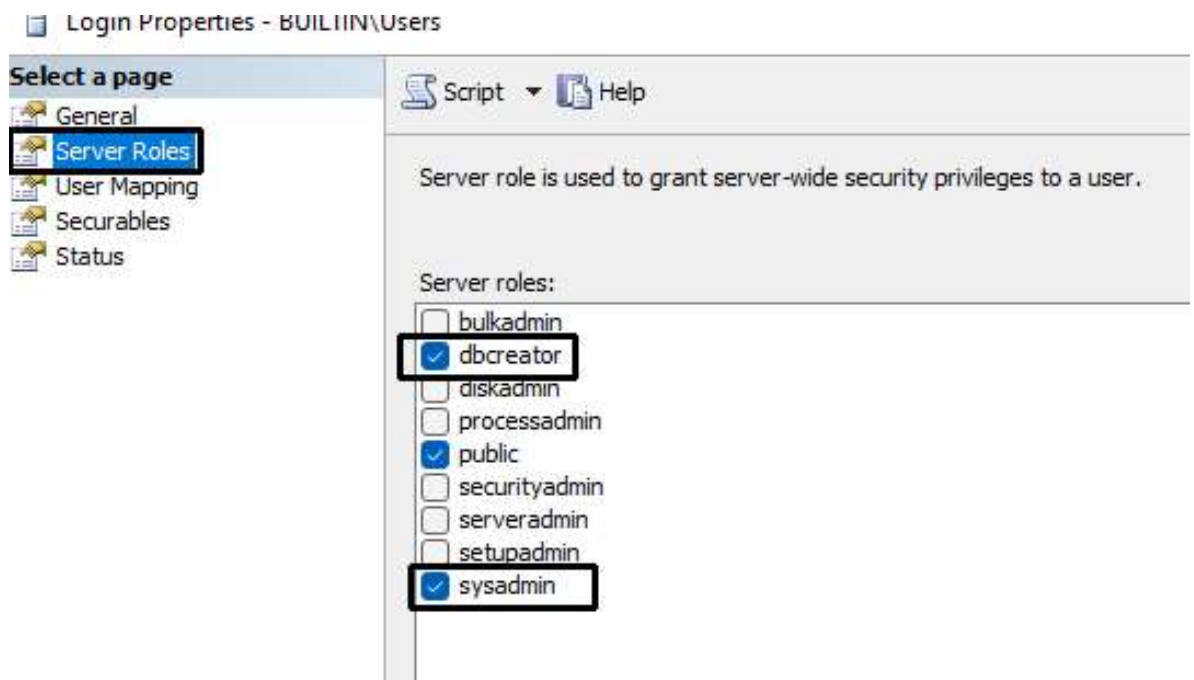 Login Properties - BUILTIN\Users
Select a page
General
Server Roles
User Mapping
Securables
Status
Script Help
Server role is used to grant server-wide security privileges to a user.
Server roles:
bulkadmin
dbcreator
diskadmin
processadmin
public
securityadmin
serveradmin
setupadmin
sysadmin